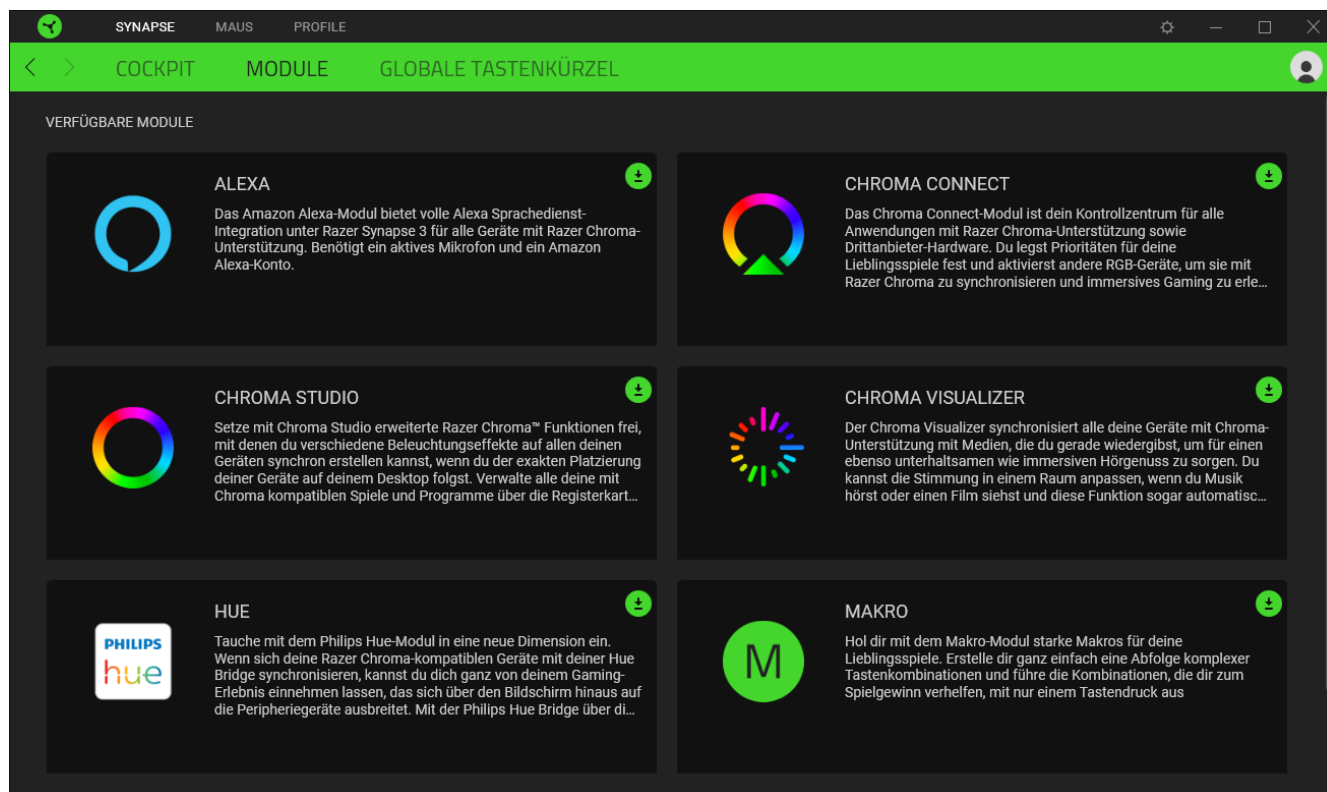 SYNAPSE MAUS PROFILE
COCKPIT MODULE GLOBALE TASTENKÜRZEL
VERFÜGBARE MODULE
ALEXA
Das Amazon Alexa-Modul bietet volle Alexa Sprachedienst-
Integration unter Razer Synapse 3 für alle Geräte mit Razer Chroma-
Unterstützung. Benötigt ein aktives Mikrofon und ein Amazon
Alexa-Konto.
CHROMA CONNECT
Das Chroma Connect-Modul ist dein Kontrollzentrum für alle
Anwendungen mit Razer Chroma-Unterstützung sowie
Drittanbieter-Hardware. Du legst Prioritäten für deine
Lieblingsspiele fest und aktivierst andere RGB-Geräte, um sie mit
Razer Chroma zu synchronisieren und immersives Gaming zu erle...
CHROMA STUDIO
Setze mit Chroma Studio erweiterte Razer Chroma™ Funktionen frei,
mit denen du verschiedene Beleuchtungseffekte auf allen deinen
Geräten synchron erstellen kannst, wenn du der exakten Platzierung
deiner Geräte auf deinem Desktop folgst. Verwalte alle deine mit
Chroma kompatiblen Spiele und Programme über die Registerkart...
CHROMA VISUALIZER
Der Chroma Visualizer synchronisiert alle deine Geräte mit Chroma-
Unterstützung mit Medien, die du gerade wiedergibst, um für einen
ebenso unterhaltsamen wie immersiven Hörgenuss zu sorgen. Du
kannst die Stimmung in einem Raum anpassen, wenn du Musik
hörst oder einen Film siehst und diese Funktion sogar automatisc...
PHILIPS
hue
HUE
Tauche mit dem Philips Hue-Modul in eine neue Dimension ein.
Wenn sich deine Razer Chroma-kompatiblen Geräte mit deiner Hue
Bridge synchronisieren, kannst du dich ganz von deinem Gaming-
Erlebnis einnehmen lassen, das sich über den Bildschirm hinaus auf
die Peripheriegeräte ausbreitet. Mit der Philips Hue Bridge über di...
M
MAKRO
Hol dir mit dem Makro-Modul starke Makros für deine
Lieblingsspiele. Erstelle dir ganz einfach eine Abfolge komplexer
Tastenkombinationen und führe die Kombinationen, die dir zum
Spielgewinn verhelfen, mit nur einem Tastendruck aus